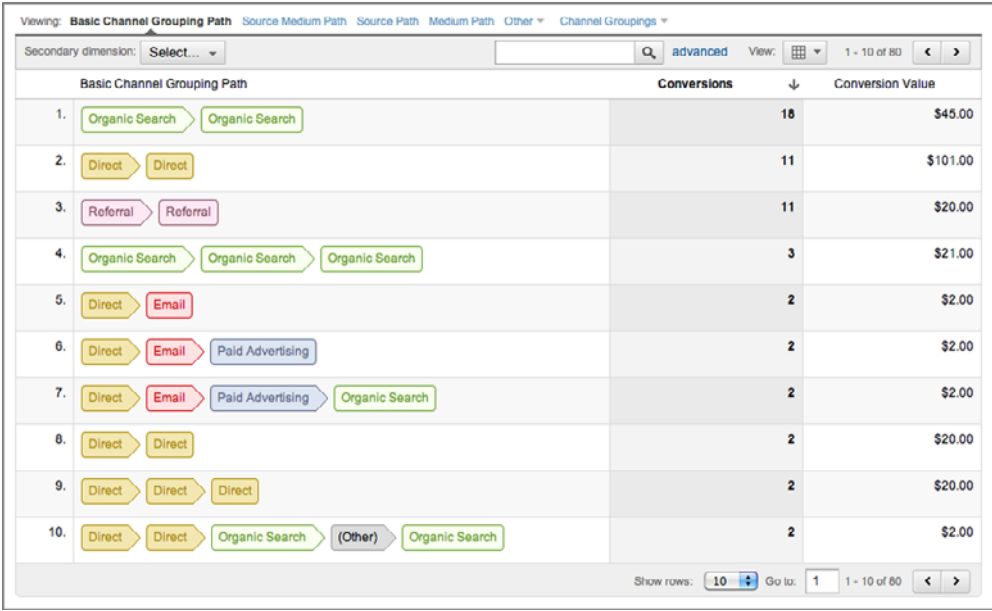 Viewing: Basic Channel Grouping Path Source Medium Path Source Path Medium Path Other Channel Groupings
Secondary dimension: Select... advanced View: 1 - 10 of 80
Basic Channel Grouping Path Conversions Conversion Value
1. Organic Search Organic Search 18 $45.00
2. Direct Direct 11 $101.00
3. Referral Referral 11 $20.00
4. Organic Search Organic Search Organic Search 3 $21.00
5. Direct Email 2 $2.00
6. Direct Email Paid Advertising 2 $2.00
7. Direct Email Paid Advertising Organic Search 2 $2.00
8. Direct Direct 2 $20.00
9. Direct Direct Direct 2 $20.00
10. Direct Direct Organic Search (Other) Organic Search 2 $2.00
Show rows: 10 Go to: 1 1 - 10 of 80